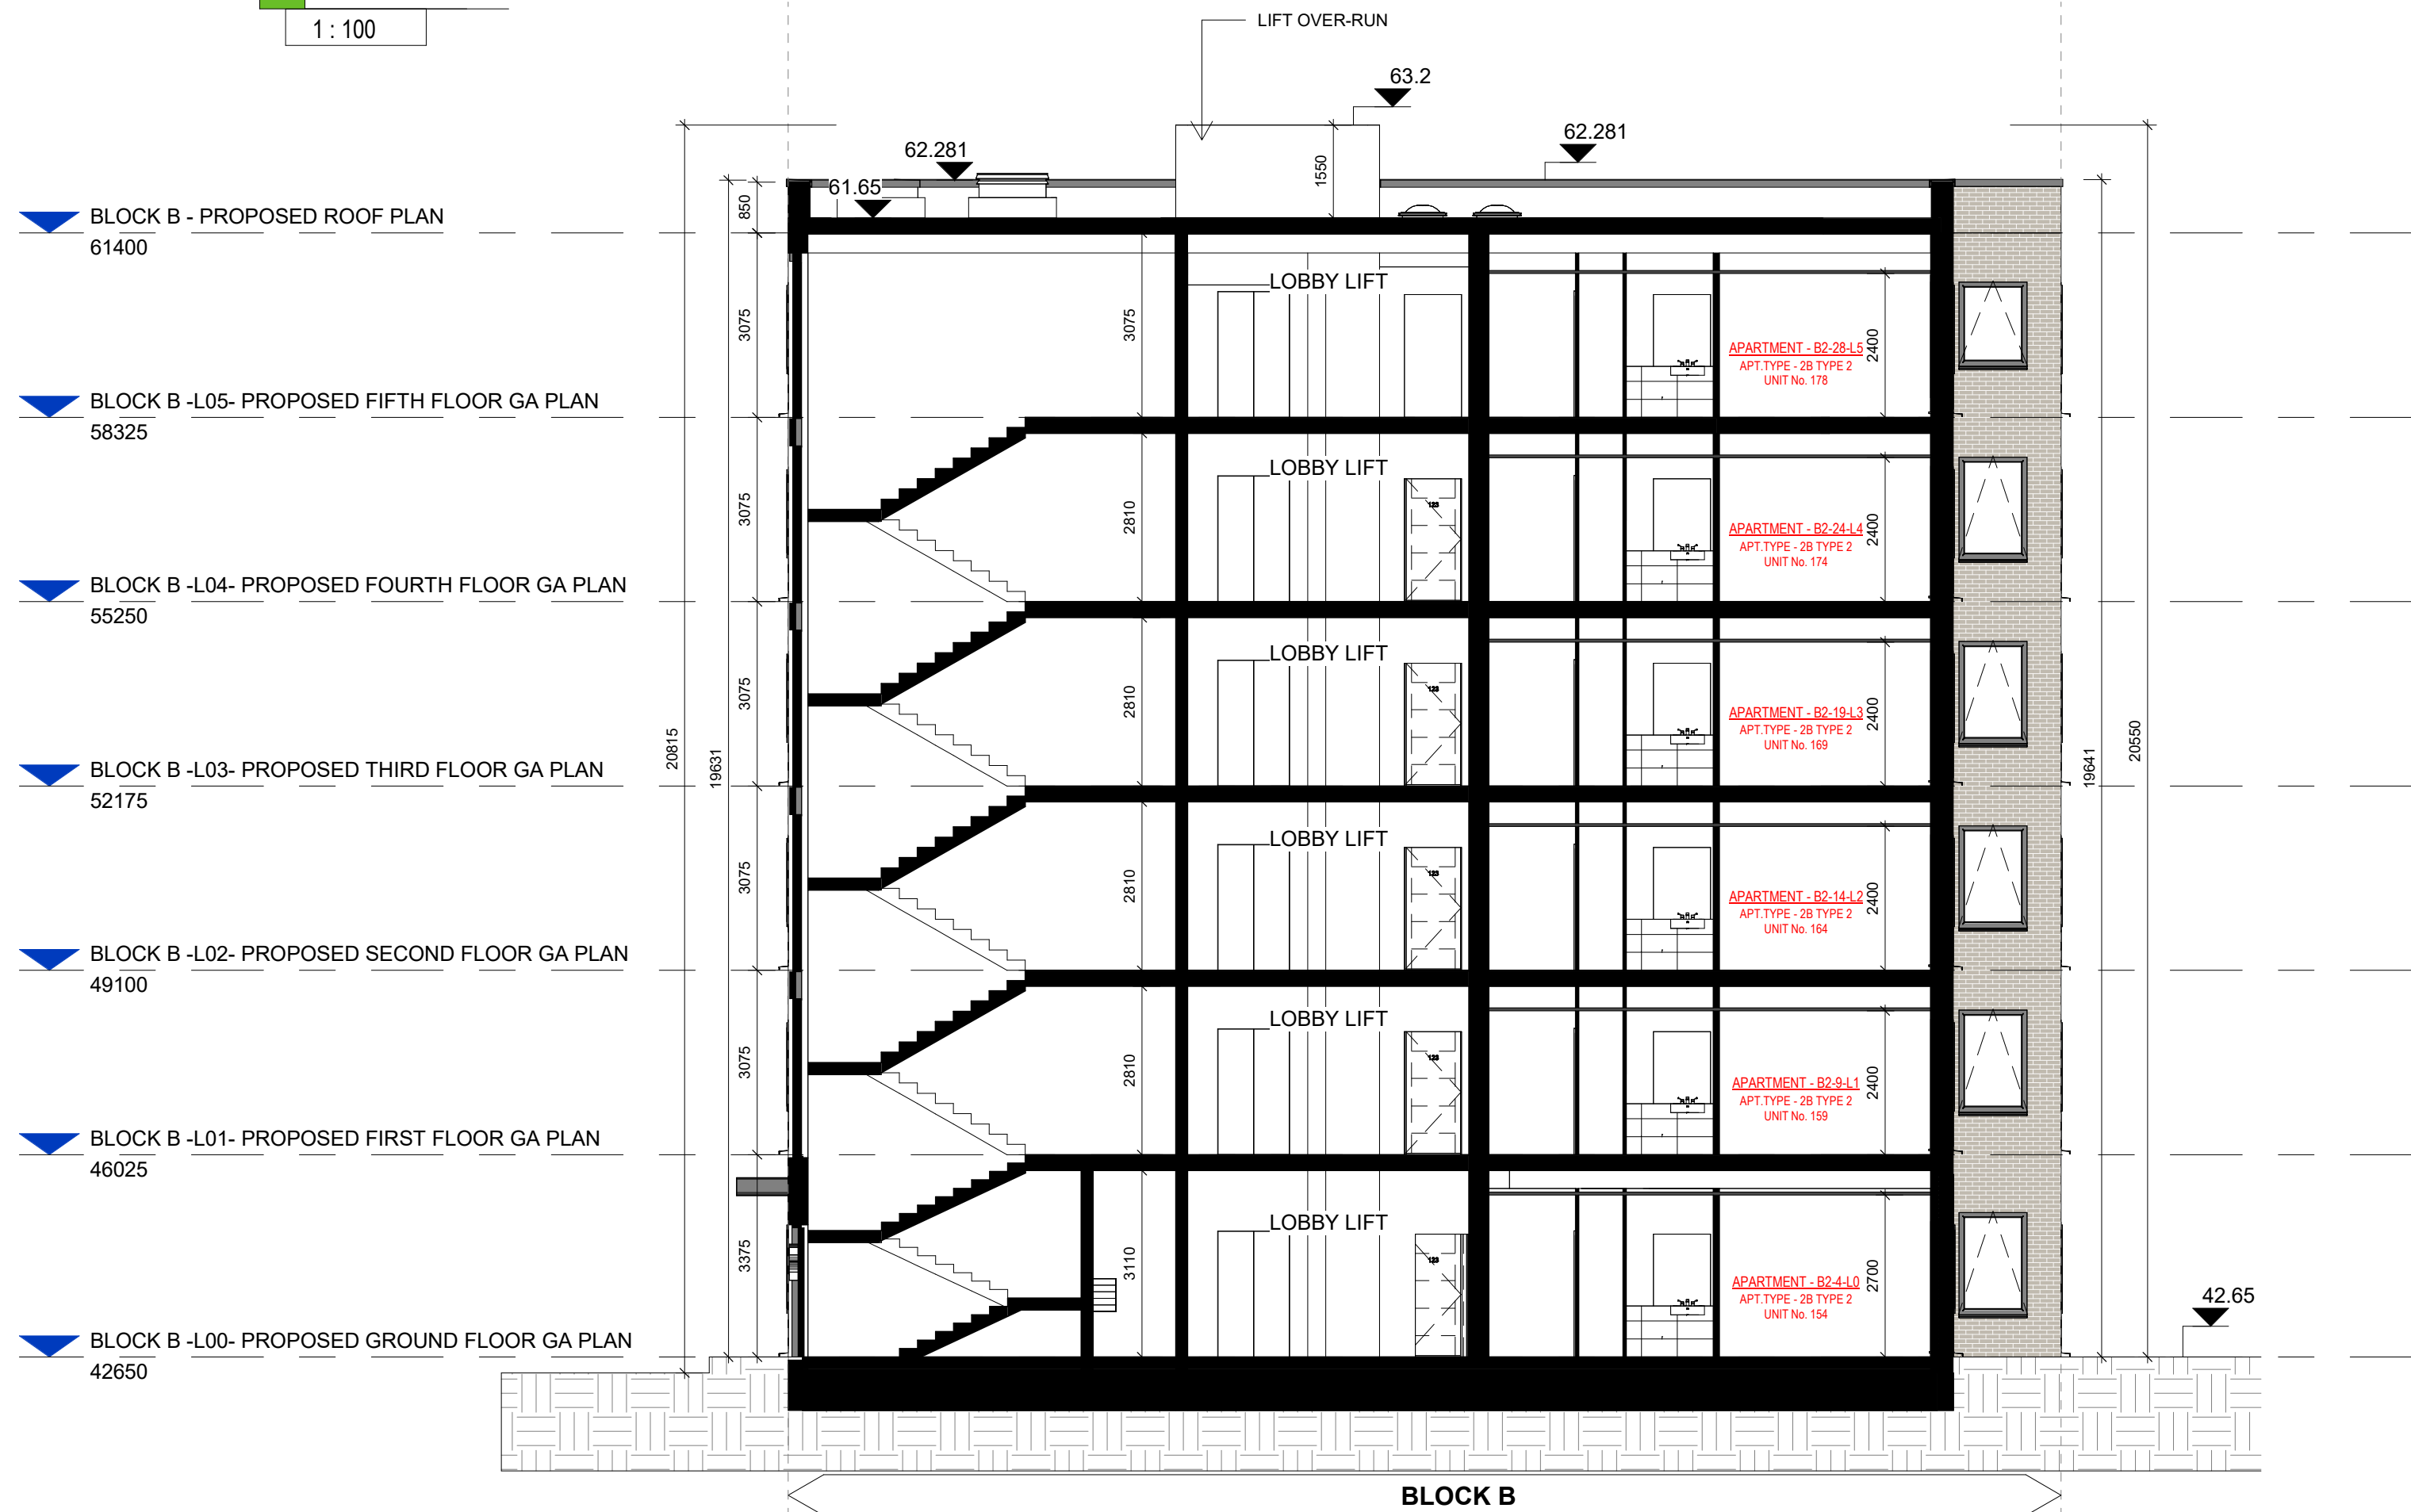 1 : 100
LIFT OVER-RUN
63.2
62.281
62.281
61.65
1550
850
BLOCK B - PROPOSED ROOF PLAN
61400
LOBBY LIFT
3075
3075
2400
APARTMENT - B2-28-L5
APT.TYPE - 2B TYPE 2
UNIT No. 178
BLOCK B -L05- PROPOSED FIFTH FLOOR GA PLAN
58325
LOBBY LIFT
3075
2810
123
2400
APARTMENT - B2-24-L4
APT.TYPE - 2B TYPE 2
UNIT No. 174
BLOCK B -L04- PROPOSED FOURTH FLOOR GA PLAN
55250
LOBBY LIFT
3075
2810
123
2400
APARTMENT - B2-19-L3
APT.TYPE - 2B TYPE 2
UNIT No. 169
20815
19631
19641
20550
BLOCK B -L03- PROPOSED THIRD FLOOR GA PLAN
52175
LOBBY LIFT
3075
2810
123
2400
APARTMENT - B2-14-L2
APT.TYPE - 2B TYPE 2
UNIT No. 164
BLOCK B -L02- PROPOSED SECOND FLOOR GA PLAN
49100
LOBBY LIFT
3075
2810
123
2400
APARTMENT - B2-9-L1
APT.TYPE - 2B TYPE 2
UNIT No. 159
BLOCK B -L01- PROPOSED FIRST FLOOR GA PLAN
46025
LOBBY LIFT
3375
3110
123
2700
APARTMENT - B2-4-L0
APT.TYPE - 2B TYPE 2
UNIT No. 154
42.65
BLOCK B -L00- PROPOSED GROUND FLOOR GA PLAN
42650
BLOCK B